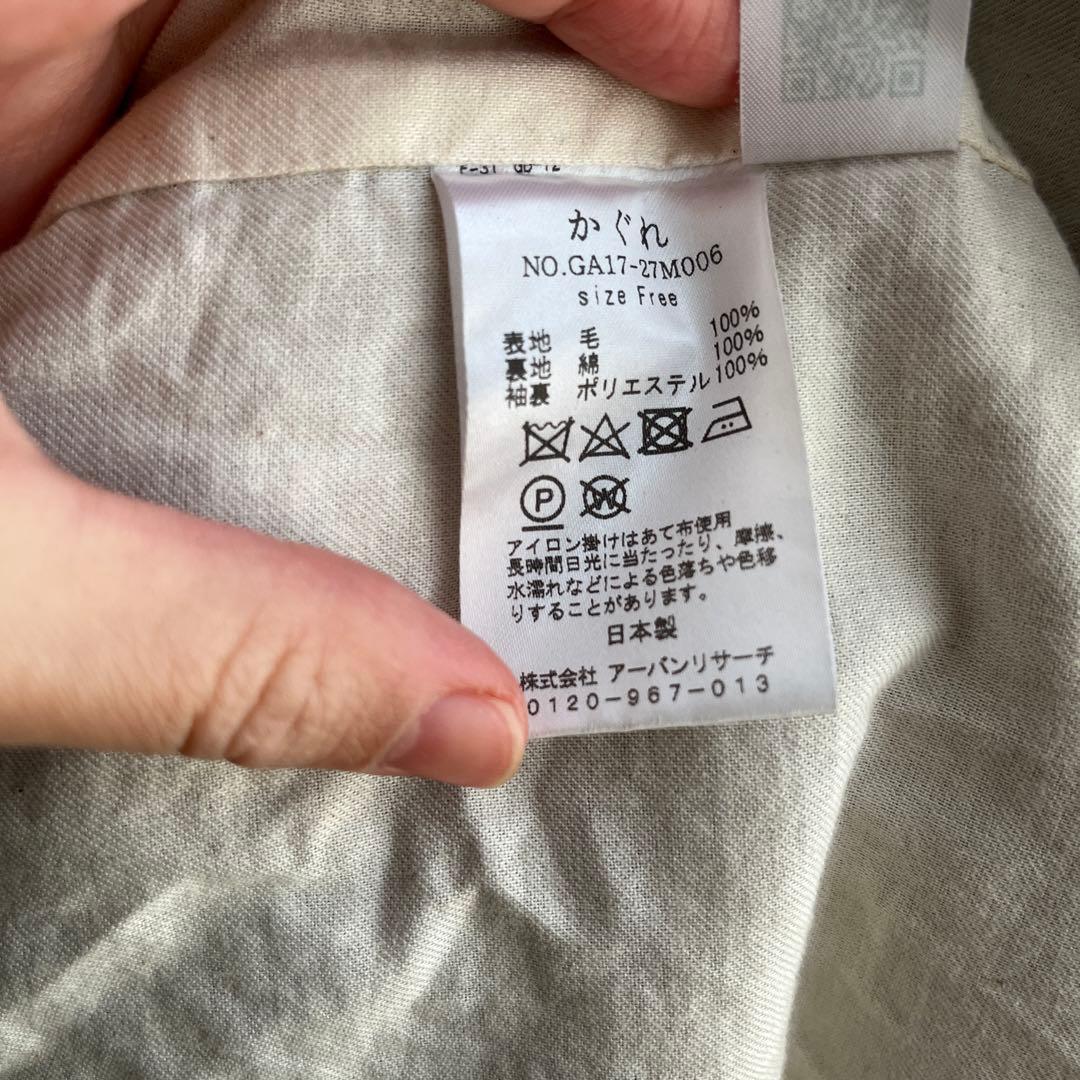 かぐれ
NO.GA17-27M006
size Free
表地 毛 100%
裏地 綿 100%
袖裏 ポリエステル 100%
P W
アイロン掛けはあて布使用
長時間日光に当たったり、摩擦、
水濡れなどによる色落ちや色移
りすることがあります。
日本製
株式会社 アーバンリサーチ
0120-967-013